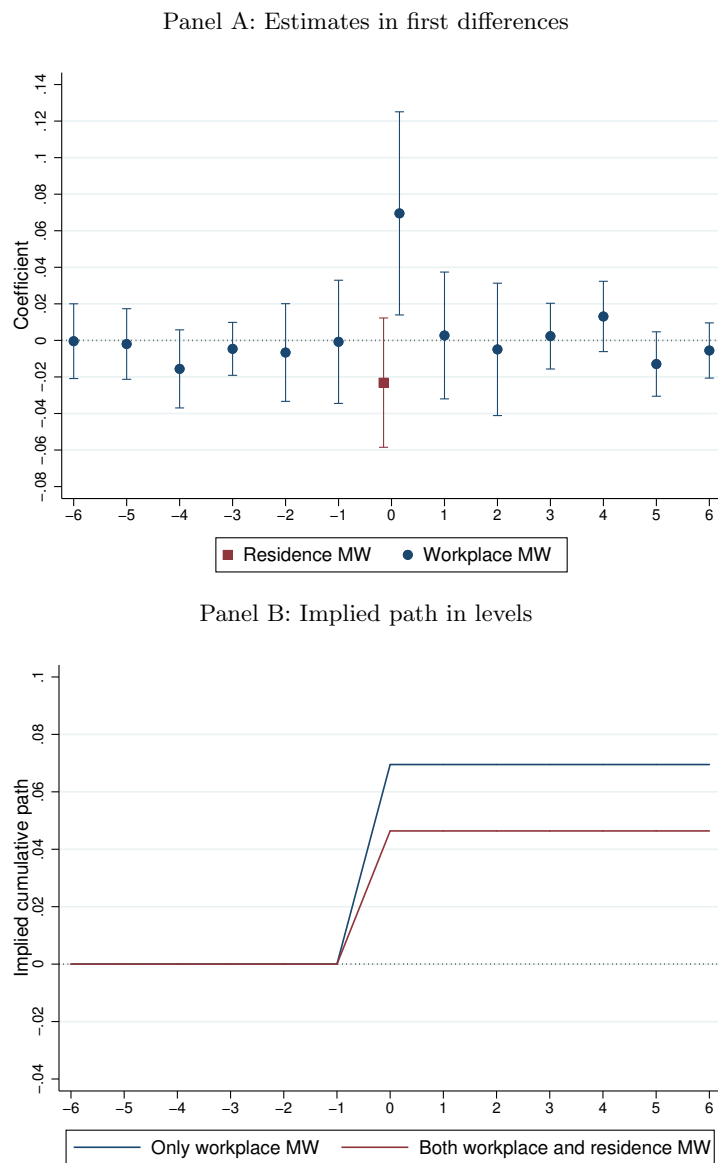 Panel A: Estimates in first differences
Coefficient
.14
.12
.1
.08
.06
.04
.02
0
-.02
-.04
-.06
-.08
−6 −5 −4 −3 −2 −1 0 1 2 3 4 5 6
Residence MW Workplace MW
Panel B: Implied path in levels
Implied cumulative path
.1
.08
.06
.04
.02
0
-.02
-.04
−6 −5 −4 −3 −2 −1 0 1 2 3 4 5 6
Only workplace MW Both workplace and residence MW